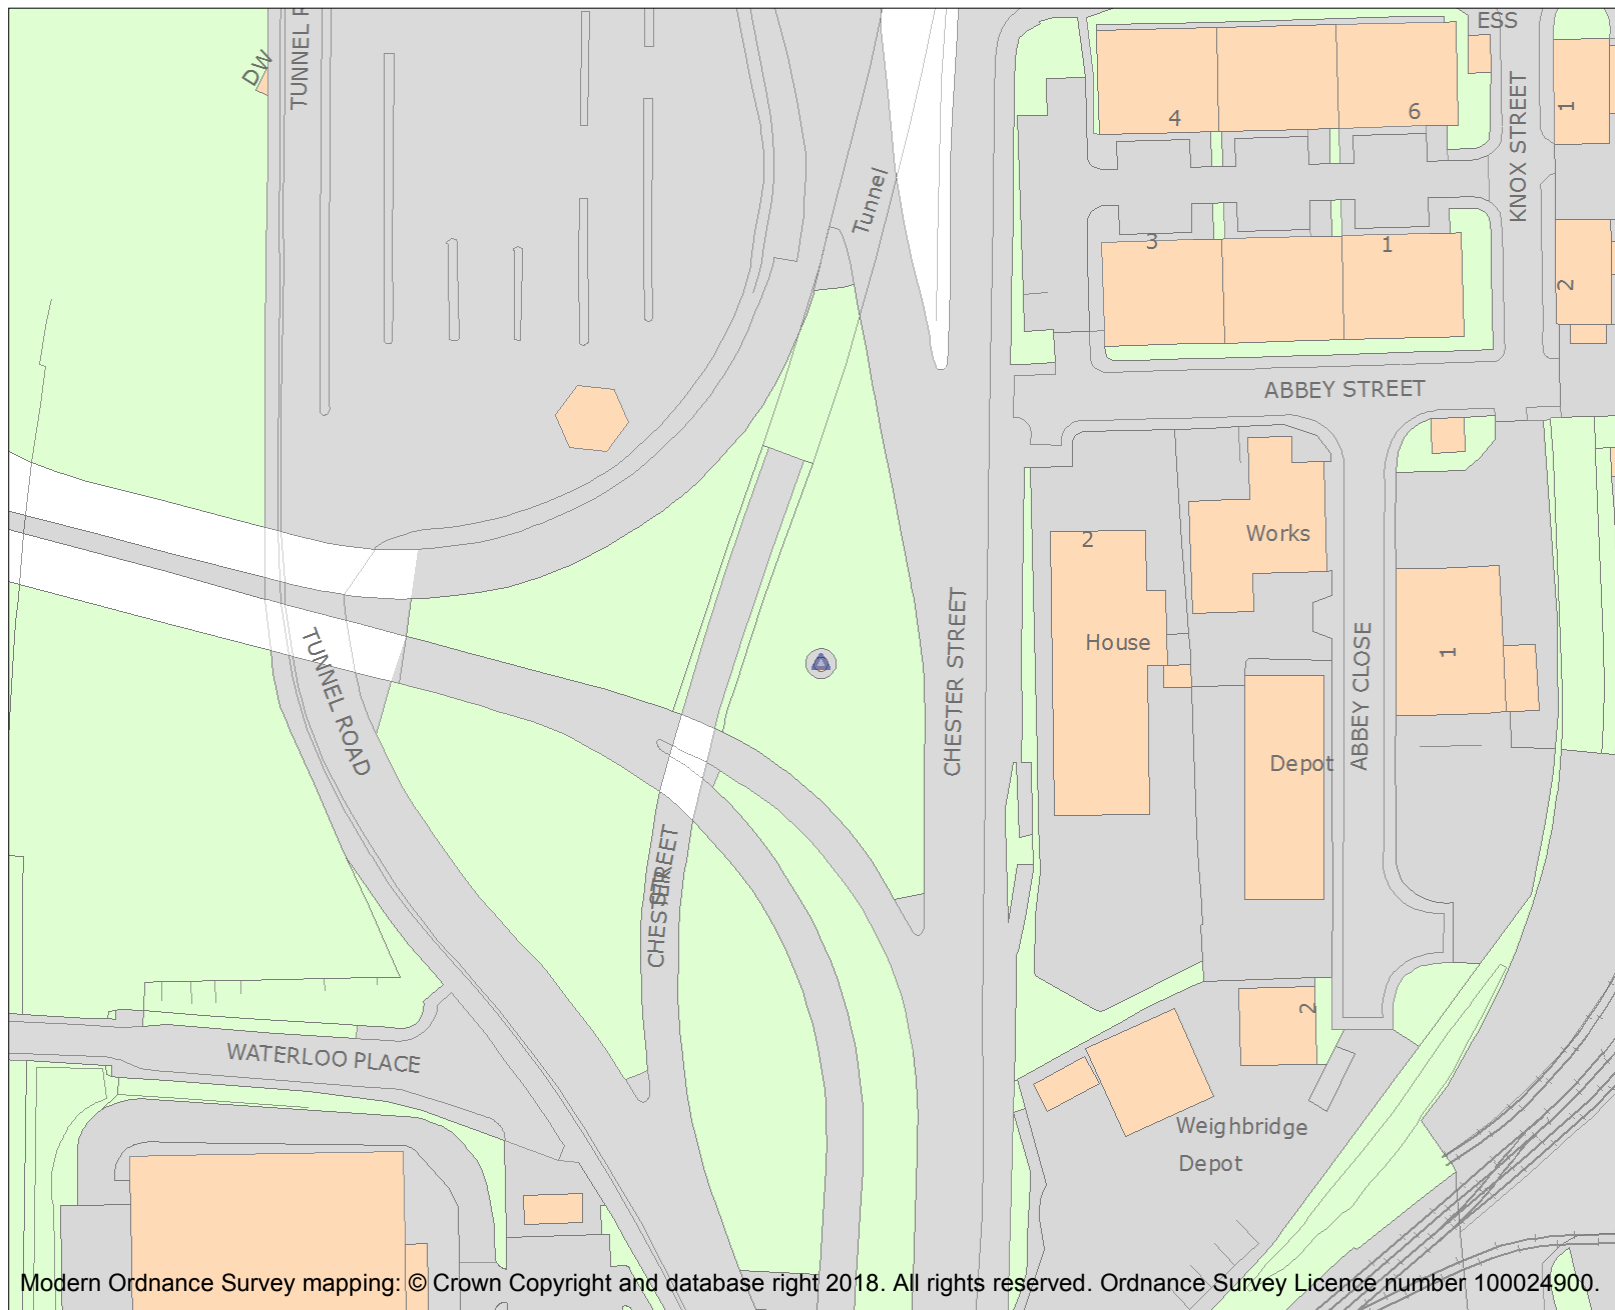 ESS
DW
TUNNEL R
Tunnel
4
6
KNOX STREET
1
3
1
2
ABBEY STREET
2
Works
House
1
CHESTER STREET
ABBEY CLOSE
TUNNEL ROAD
Depot
CHESTER
STREET
2
WATERLOO PLACE
Weighbridge
Depot
Modern Ordnance Survey mapping: © Crown Copyright and database right 2018. All rights reserved. Ordnance Survey Licence number 100024900.